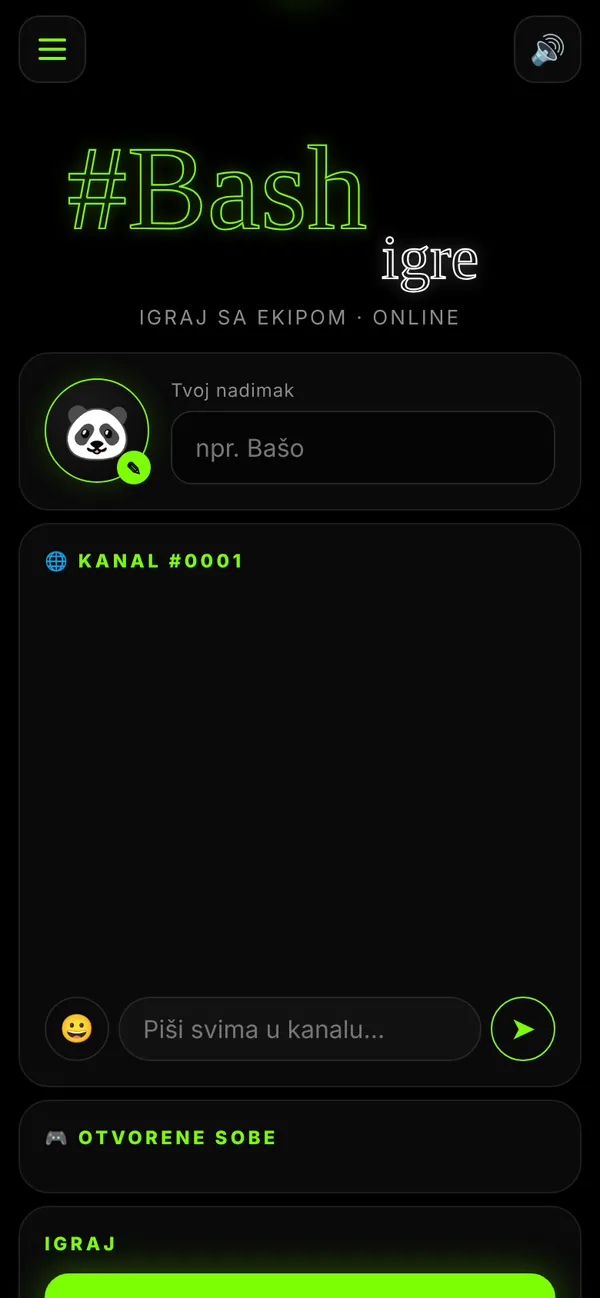 #Bash
igre
IGRAJ SA EKIPOM · ONLINE
Tvoj nadimak
npr. Bašo
KANAL #0001
Piši svima u kanalu...
OTVORENE SOBE
IGRAJ